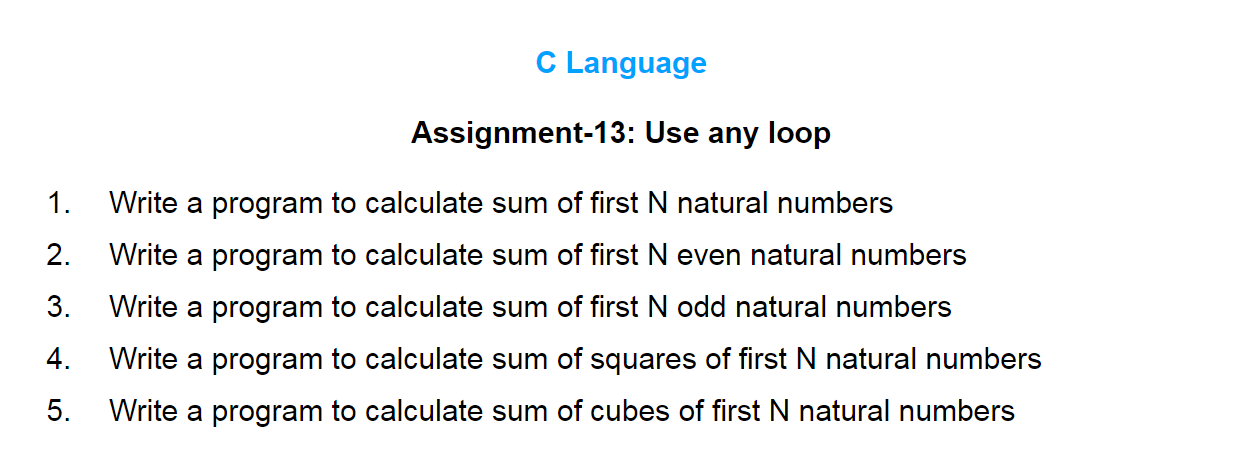 C Language
Assignment-13: Use any loop
1. Write a program to calculate sum of first N natural numbers
2. Write a program to calculate sum of first N even natural numbers
3. Write a program to calculate sum of first N odd natural numbers
4. Write a program to calculate sum of squares of first N natural numbers
5. Write a program to calculate sum of cubes of first N natural numbers